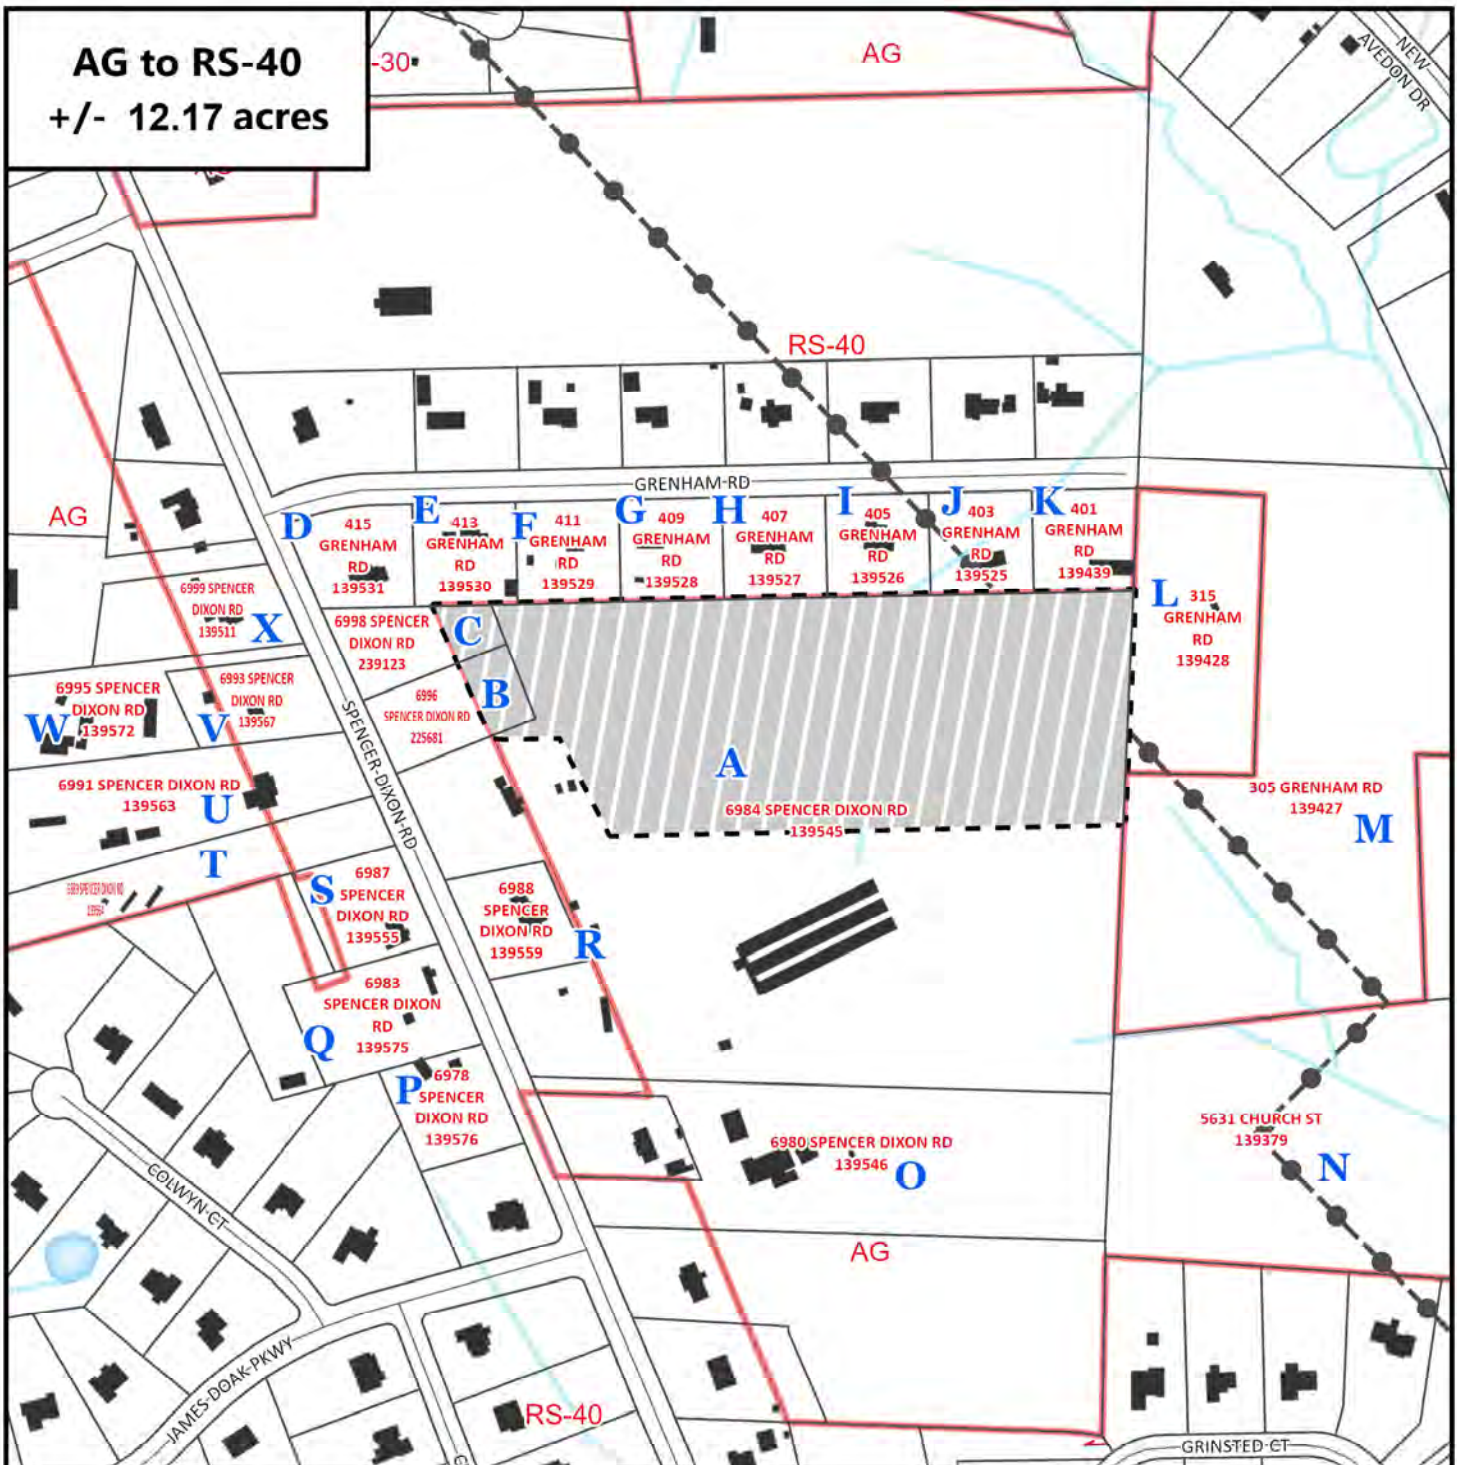 AG to RS-40
+/- 12.17 acres
-30
AG
NEW
AVEDON DR
RS-40
AG
GRENHAM-RD
D
415
GRENHAM
RD
139531
E
413
GRENHAM
RD
139530
F
411
GRENHAM
RD
139529
G
409
GRENHAM
RD
139528
H
407
GRENHAM
RD
139527
I
405
GRENHAM
RD
139526
J
403
GRENHAM
RD
139525
K
401
GRENHAM
RD
139439
L
315
GRENHAM
RD
139428
6999 SPENCER
DIXON RD
139511
X
6998 SPENCER
DIXON RD
239123
C
B
6996
SPENCER DIXON RD
225681
6995 SPENCER
DIXON RD
139572
W
6993 SPENCER
DIXON RD
139567
V
SPENCER-DIXON-RD
A
6984 SPENCER DIXON RD
139545
6991 SPENCER DIXON RD
139563
U
305 GRENHAM RD
139427
M
T
S
6987
SPENCER
DIXON RD
139555
6988
SPENCER
DIXON RD
139559
R
6983
SPENCER DIXON
RD
139575
Q
P
6978
SPENCER
DIXON RD
139576
6980 SPENCER DIXON RD
139546
O
5631 CHURCH ST
139379
N
COLWYN-CT
AG
JAMES-DOAK-PKWY
RS-40
GRINSTED-CT